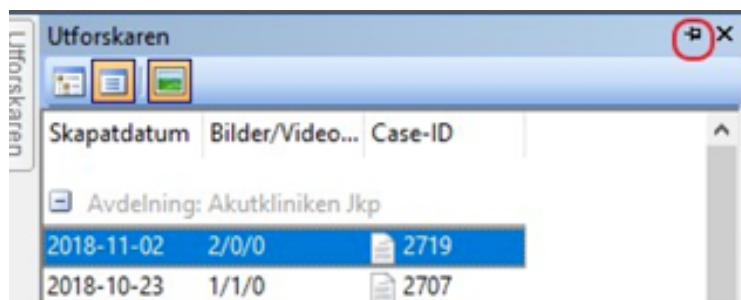 Utforskaren
Utforskaren
Skapatdatum Bilder/Video... Case-ID
Avdelning: Akutkliniken Jkp
2018-11-02 2/0/0 2719
2018-10-23 1/1/0 2707